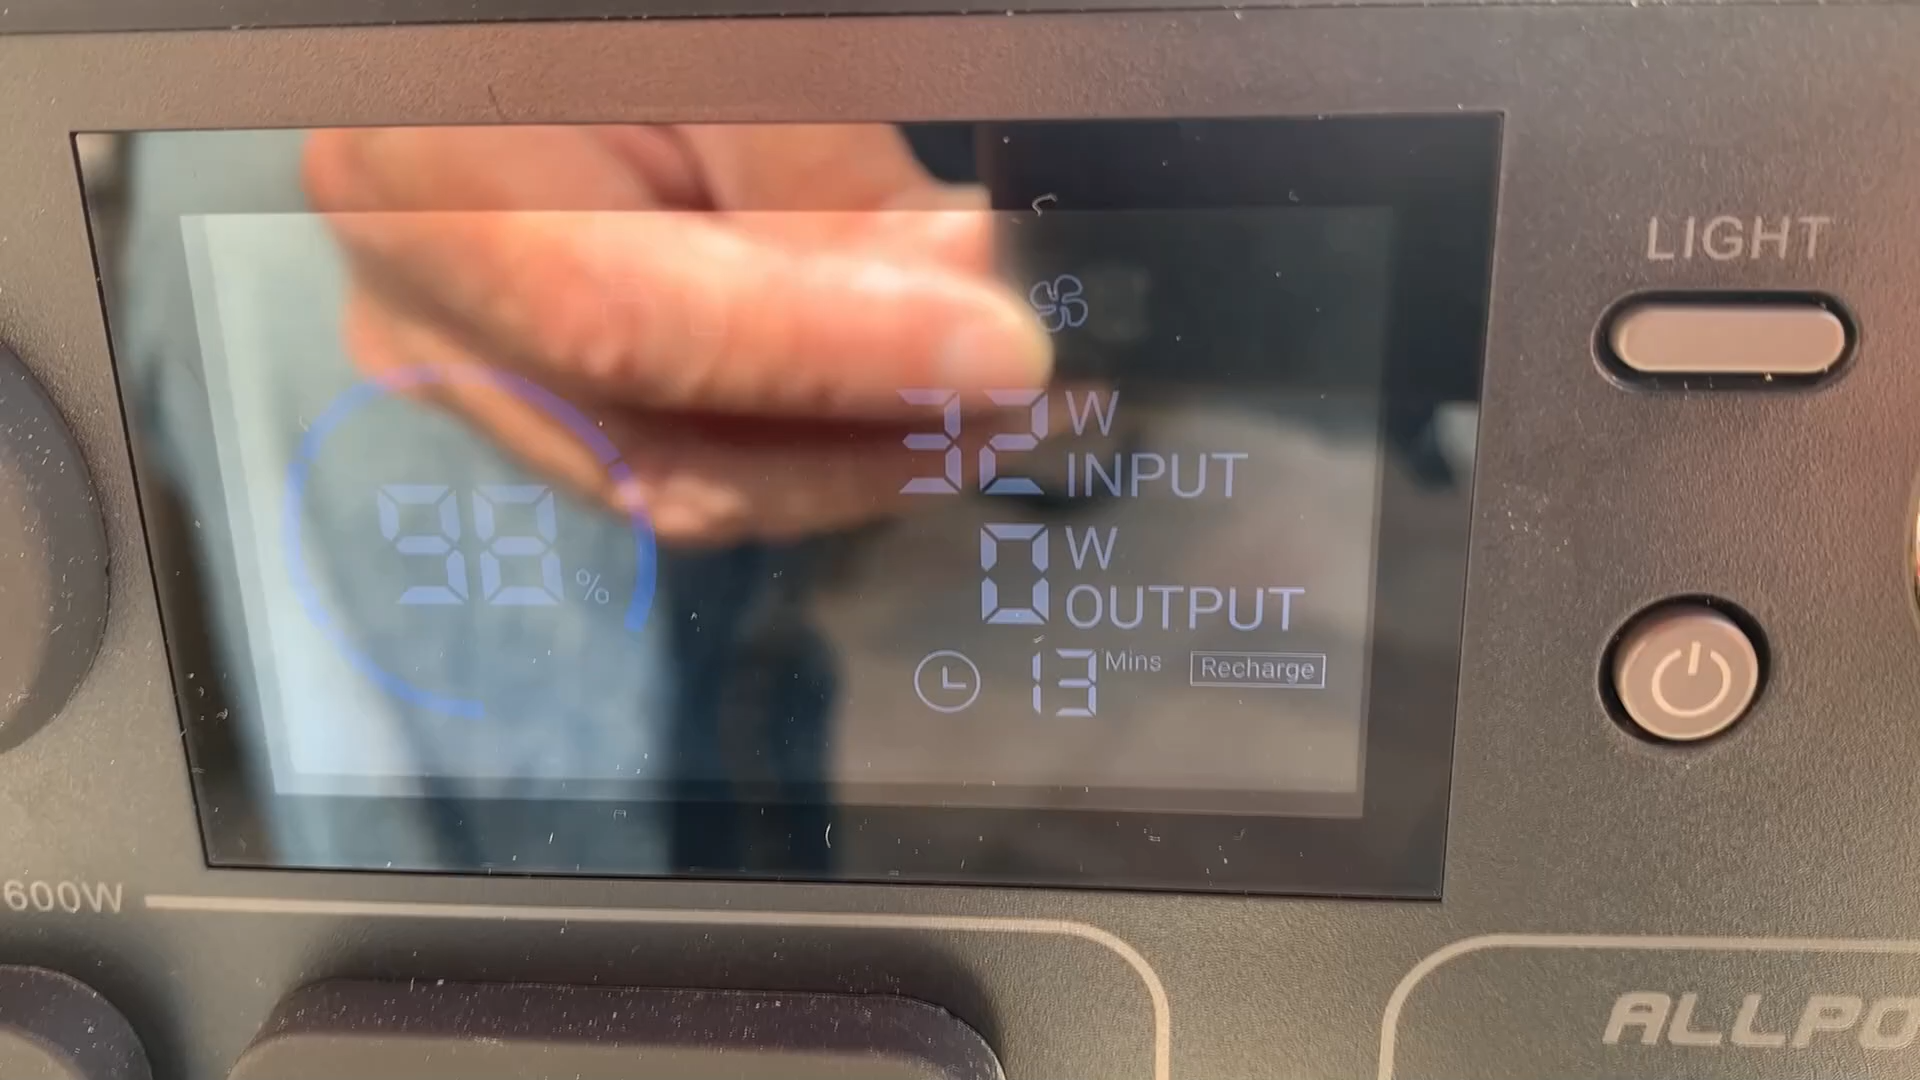 LIGHT
32 W
INPUT
98 %
0 W
OUTPUT
13 Mins Recharge
600W
ALLPO